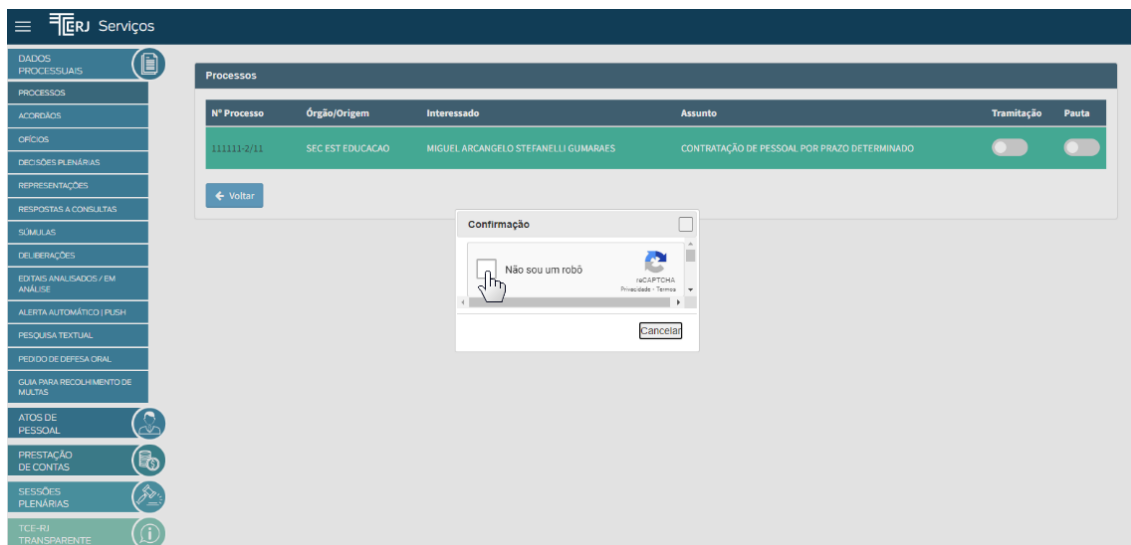 TCERJ Serviços
DADOS
PROCESSUAIS
PROCESSOS
ACORDÃOS
OFÍCIOS
DECISÕES PLENÁRIAS
REPRESENTAÇÕES
RESPOSTAS A CONSULTAS
SÚMULAS
DELIBERAÇÕES
EDITAIS ANALISADOS / EM
ANÁLISE
ALERTA AUTOMÁTICO | PUSH
PESQUISA TEXTUAL
PEDIDO DE DEFESA ORAL
GUIA PARA RECOLHIMENTO DE
MULTAS
ATOS DE
PESSOAL
PRESTAÇÃO
DE CONTAS
SESSÕES
PLENÁRIAS
TCE-RJ
TRANSPARENTE
Processos
Nº Processo Órgão/Origem Interessado Assunto Tramitação Pauta
111111-2/11 SEC EST EDUCACAO MIGUEL ARCANGELO STEFANELLI GUMARAES CONTRATAÇÃO DE PESSOAL POR PRAZO DETERMINADO
Voltar
Confirmação
Não sou um robô
reCAPTCHA
Privacidade - Termos
Cancelar